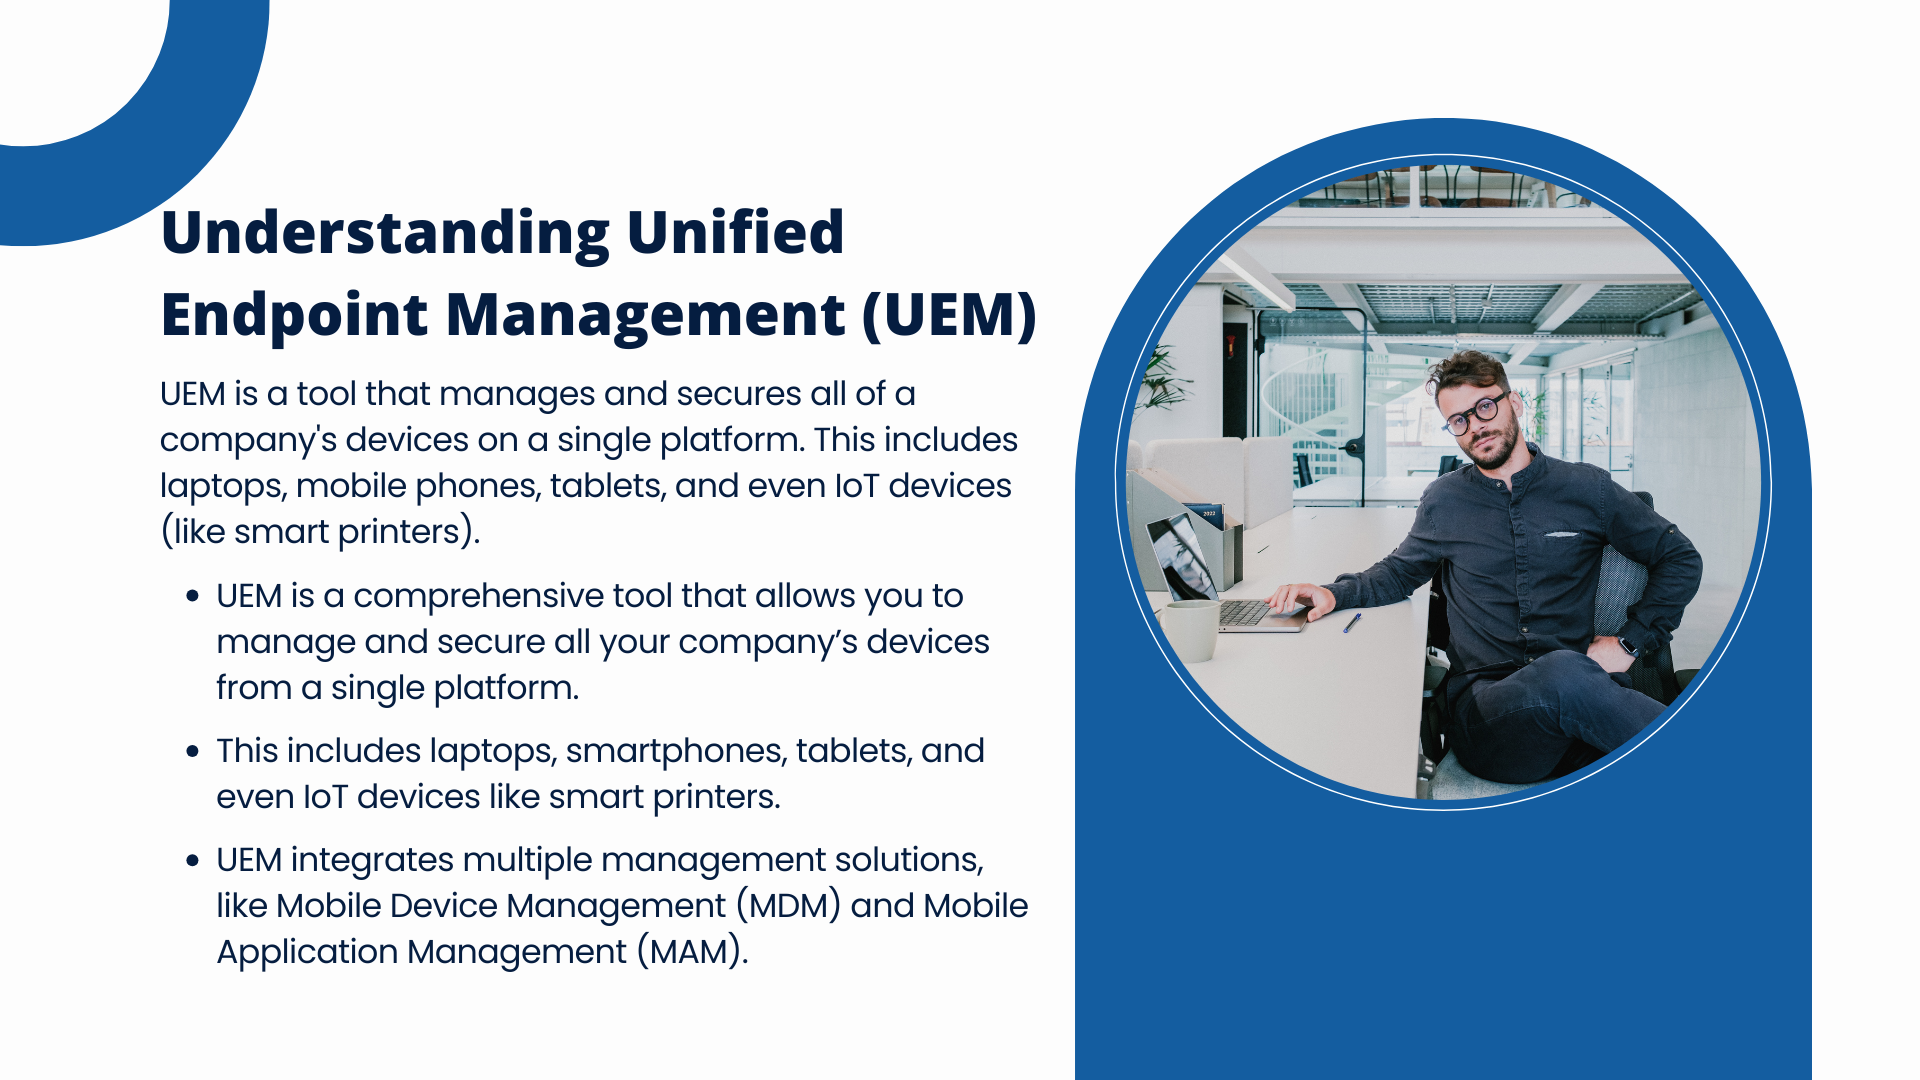 Understanding Unified
Endpoint Management (UEM)
UEM is a tool that manages and secures all of a
company's devices on a single platform. This includes
laptops, mobile phones, tablets, and even IoT devices
(like smart printers).
• UEM is a comprehensive tool that allows you to
manage and secure all your company’s devices
from a single platform.
• This includes laptops, smartphones, tablets, and
even IoT devices like smart printers.
• UEM integrates multiple management solutions,
like Mobile Device Management (MDM) and Mobile
Application Management (MAM).
2022